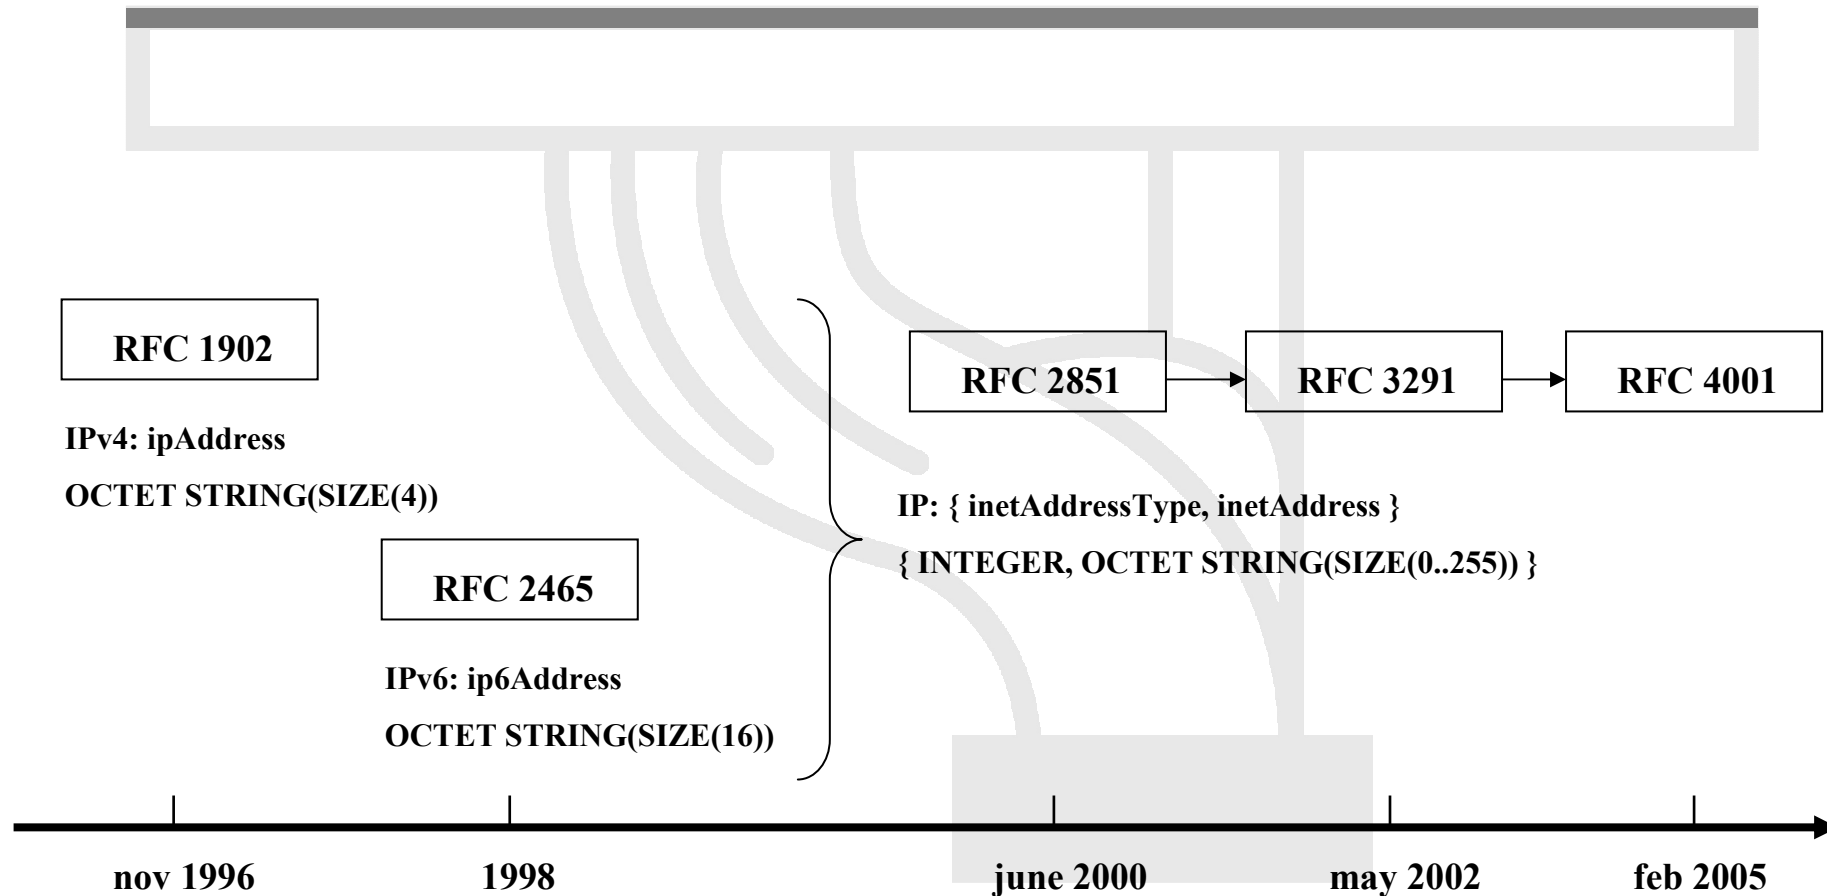 RFC 1902
IPv4: ipAddress
OCTET STRING(SIZE(4))
RFC 2465
IPv6: ip6Address
OCTET STRING(SIZE(16))
RFC 2851
RFC 3291
RFC 4001
IP: { inetAddressType, inetAddress }
{ INTEGER, OCTET STRING(SIZE(0..255)) }
nov 1996
1998
june 2000
may 2002
feb 2005